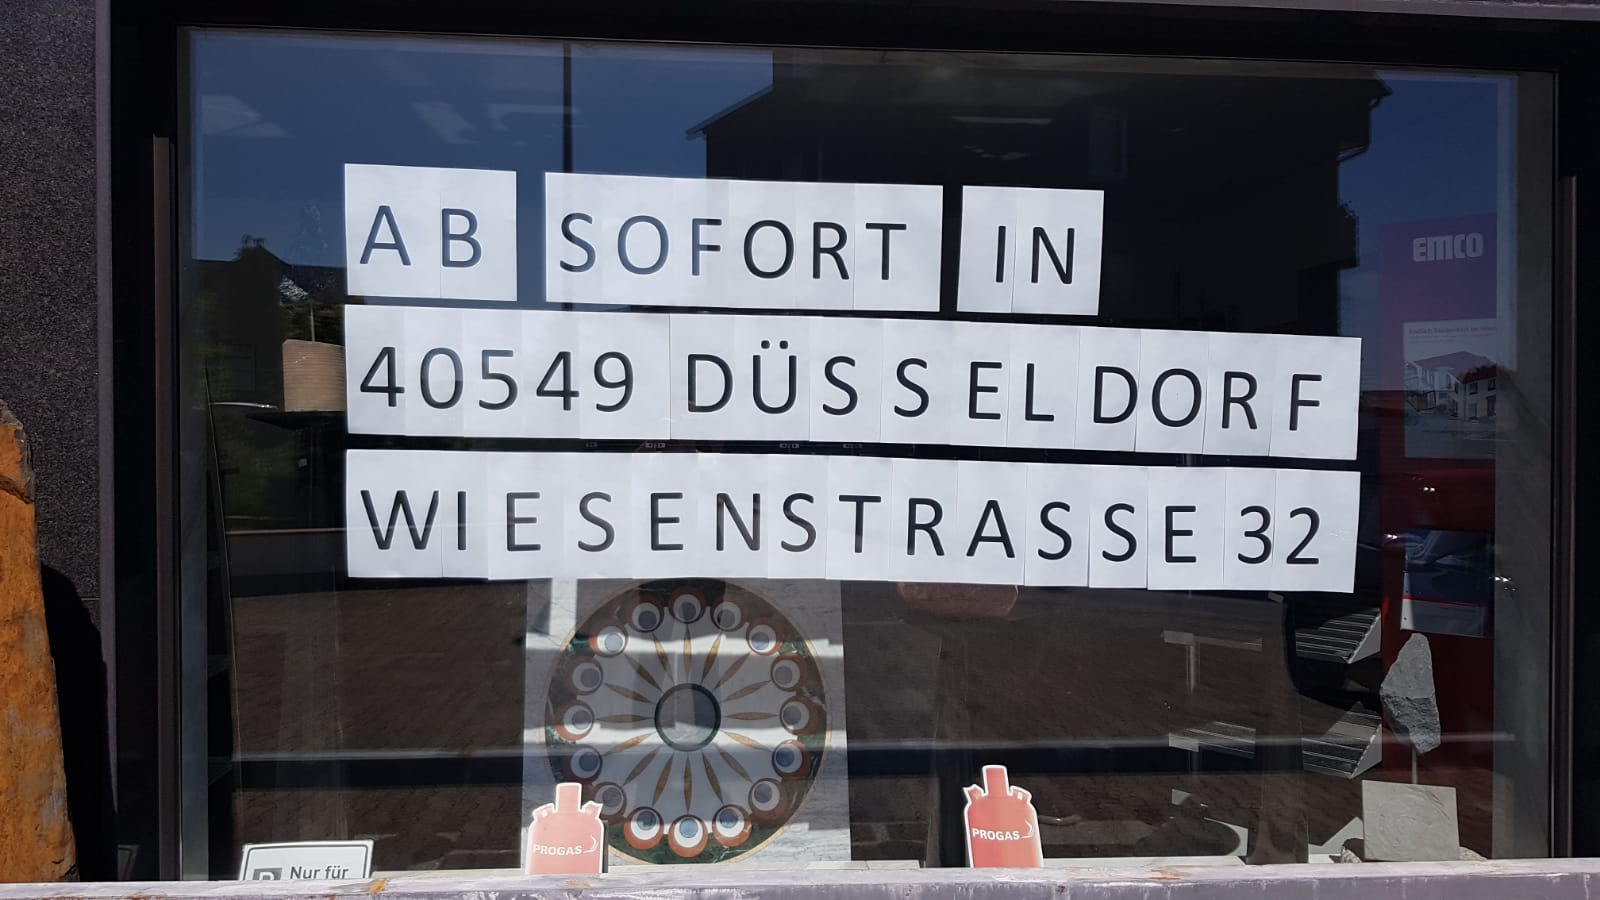 AB SOFORT IN
40549 DÜSSELDORF
WIESENSTRASSE 32
EMCO
PROGAS
PROGAS
Nur für